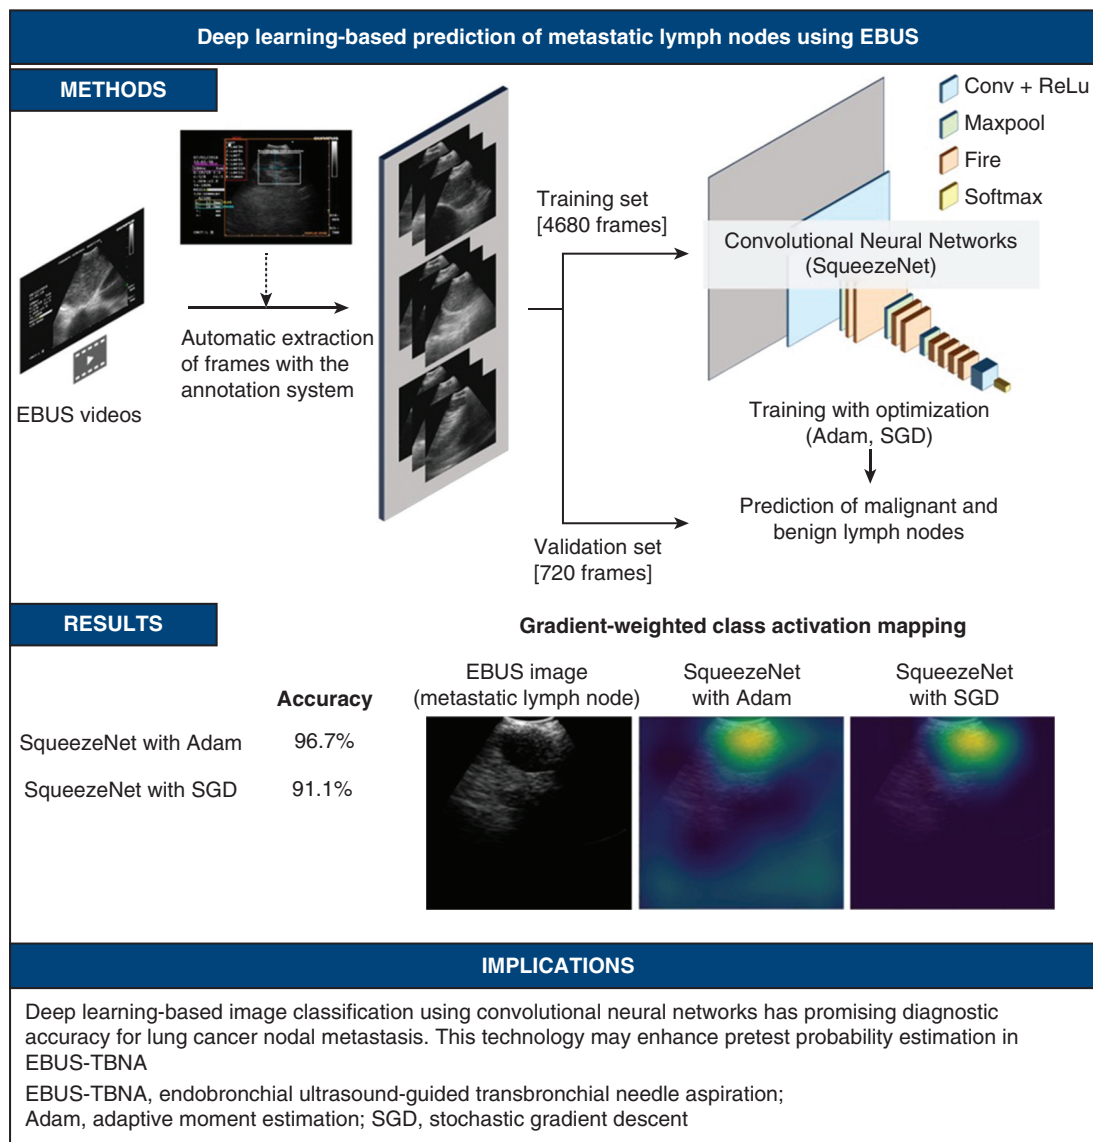 Deep learning-based prediction of metastatic lymph nodes using EBUS
METHODS
Conv + ReLu
Maxpool
Fire
Softmax
Training set
[4680 frames]
Convolutional Neural Networks
(SqueezeNet)
Automatic extraction
of frames with the
annotation system
EBUS videos
Training with optimization
(Adam, SGD)
Prediction of malignant and
benign lymph nodes
Validation set
[720 frames]
RESULTS
Accuracy
SqueezeNet with Adam 96.7%
SqueezeNet with SGD 91.1%
Gradient-weighted class activation mapping
EBUS image
(metastatic lymph node)
SqueezeNet
with Adam
SqueezeNet
with SGD
IMPLICATIONS
Deep learning-based image classification using convolutional neural networks has promising diagnostic
accuracy for lung cancer nodal metastasis. This technology may enhance pretest probability estimation in
EBUS-TBNA
EBUS-TBNA, endobronchial ultrasound-guided transbronchial needle aspiration;
Adam, adaptive moment estimation; SGD, stochastic gradient descent